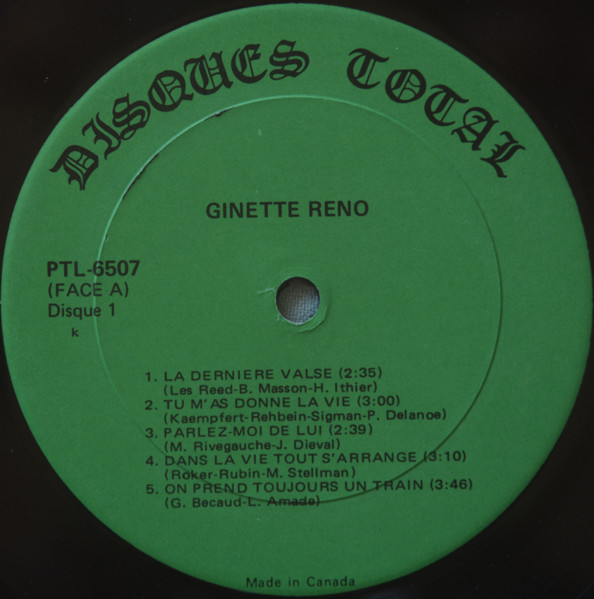 DISQUES TOTAL
GINETTE RENO
PTL-6507
(FACE A)
Disque 1
k
1. LA DERNIERE VALSE (2:35)
(Les Reed-B. Masson-H. Ithier)
2. TU M'AS DONNE LA VIE (3:00)
(Kaempfert-Rehbein-Sigman-P. Delanoe)
3. PARLEZ-MOI DE LUI (2:39)
(M. Rivegauche-J. Dieval)
4. DANS LA VIE TOUT S'ARRANGE (3:10)
(Roker-Rubin-M. Stellman)
5. ON PREND TOUJOURS UN TRAIN (3:46)
(G. Becaud-L. Amade)
Made in Canada